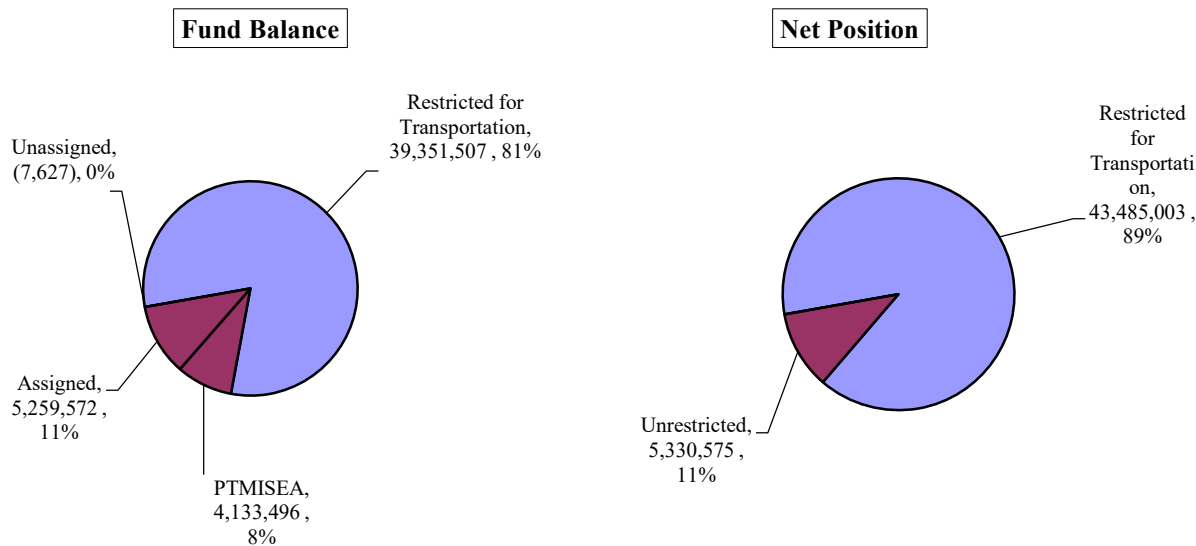 Fund Balance
Restricted for
Transportation,
39,351,507 , 81%
Unassigned,
(7,627), 0%
Assigned,
5,259,572 ,
11%
PTMISEA,
4,133,496 ,
8%
Net Position
Restricted
for
Transportati
on,
43,485,003 ,
89%
Unrestricted,
5,330,575 ,
11%